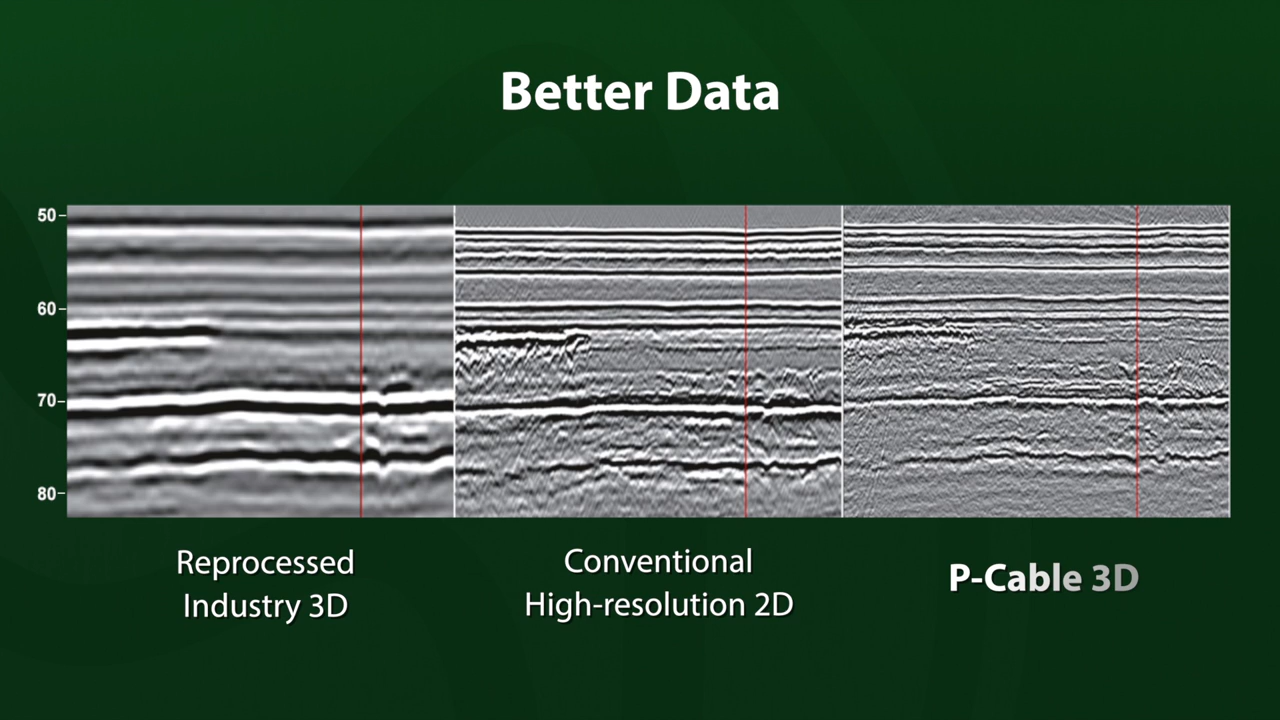 Better Data
50
60
70
80
Reprocessed
Industry 3D
Conventional
High-resolution 2D
P-Cable 3D